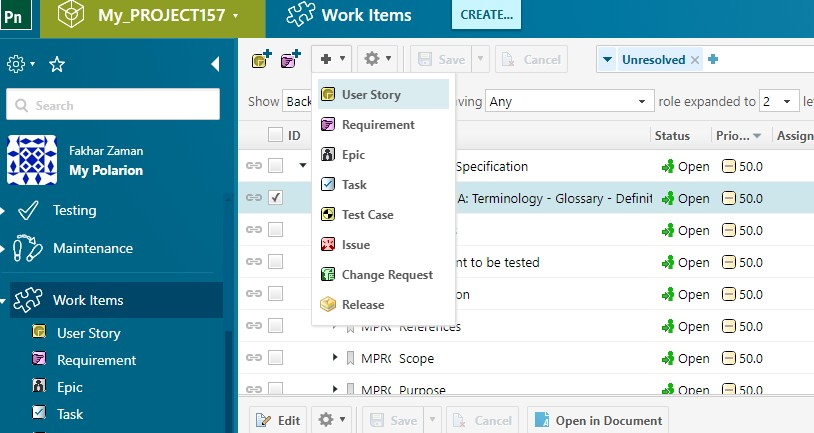 Pn
My_PROJECT157
Work Items
CREATE...
Save
Cancel
Unresolved
Search
Show
Back
ving
Any
role expanded to
2
le
User Story
Requirement
Epic
Task
Test Case
Issue
Change Request
Release
ID
Status
Prio...
Assign
Fakhar Zaman
My Polarion
Testing
Maintenance
Work Items
User Story
Requirement
Epic
Task
Specification
Open
50.0
A: Terminology - Glossary - Definit
Open
50.0
Open
50.0
nt to be tested
Open
50.0
on
Open
50.0
MPRC
References
Open
50.0
MPRC
Scope
Open
50.0
MPRC
Purpose
Open
50.0
Edit
Save
Cancel
Open in Document